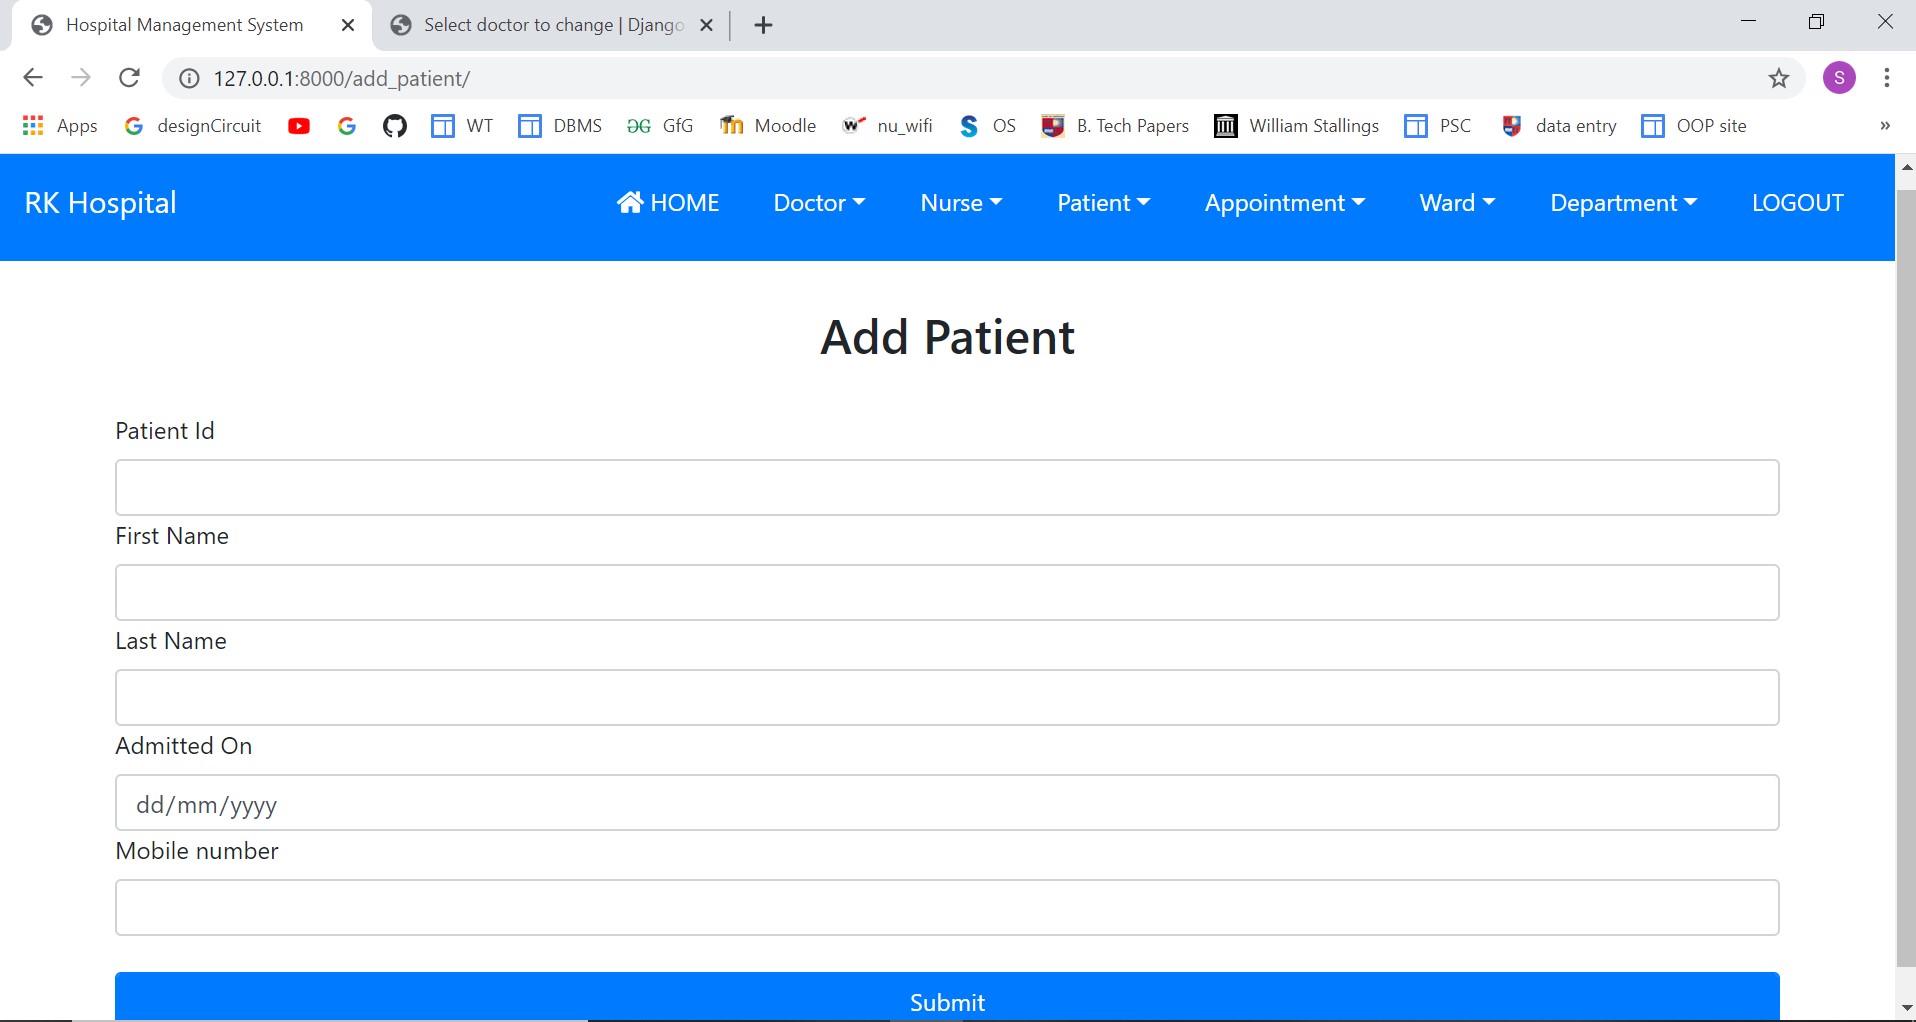 Hospital Management System
Select doctor to change | Django
127.0.0.1:8000/add_patient/
S
Apps designCircuit WT DBMS GfG Moodle nu_wifi OS B. Tech Papers William Stallings PSC data entry OOP site »
RK Hospital HOME Doctor Nurse Patient Appointment Ward Department LOGOUT
Add Patient
Patient Id
First Name
Last Name
Admitted On
dd/mm/yyyy
Mobile number
Submit